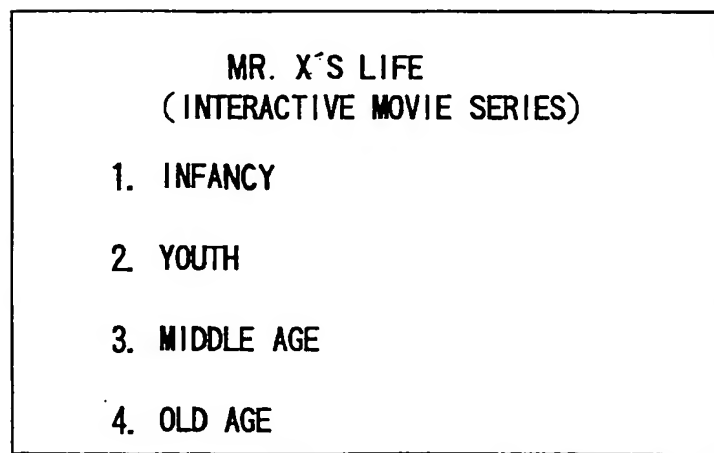 MR. X'S LIFE
(INTERACTIVE MOVIE SERIES)
1. INFANCY
2. YOUTH
3. MIDDLE AGE
4. OLD AGE